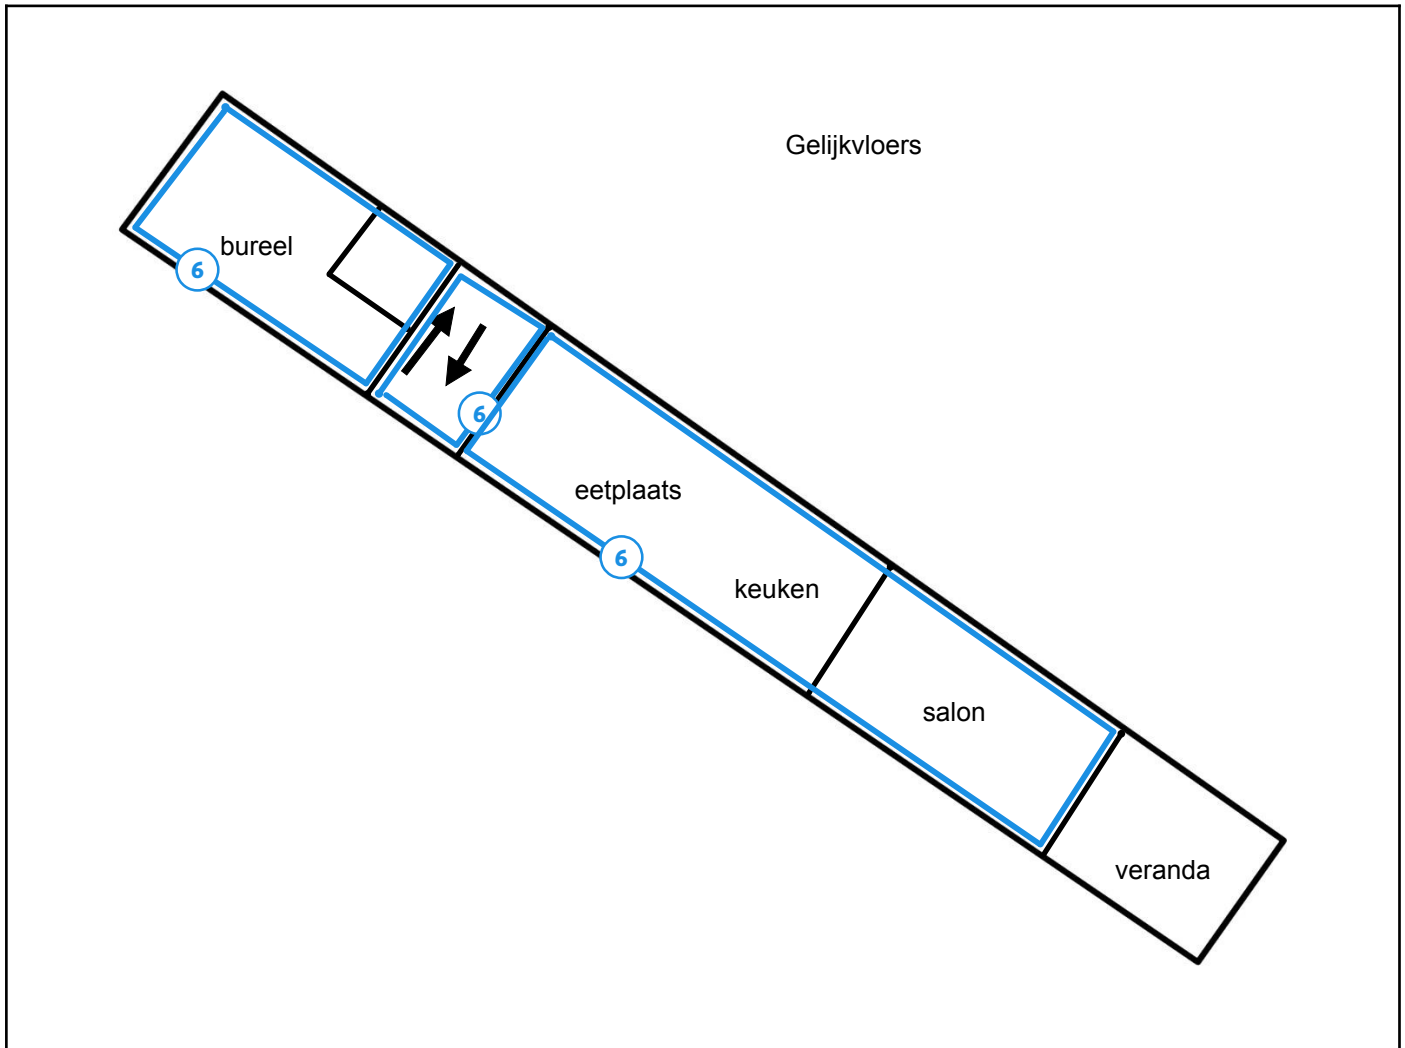 Gelijkvloers
bureel
6
6
eetplaats
6
keuken
salon
veranda